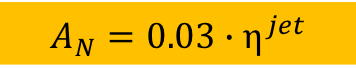 A_N = 0.03 · η^{jet}